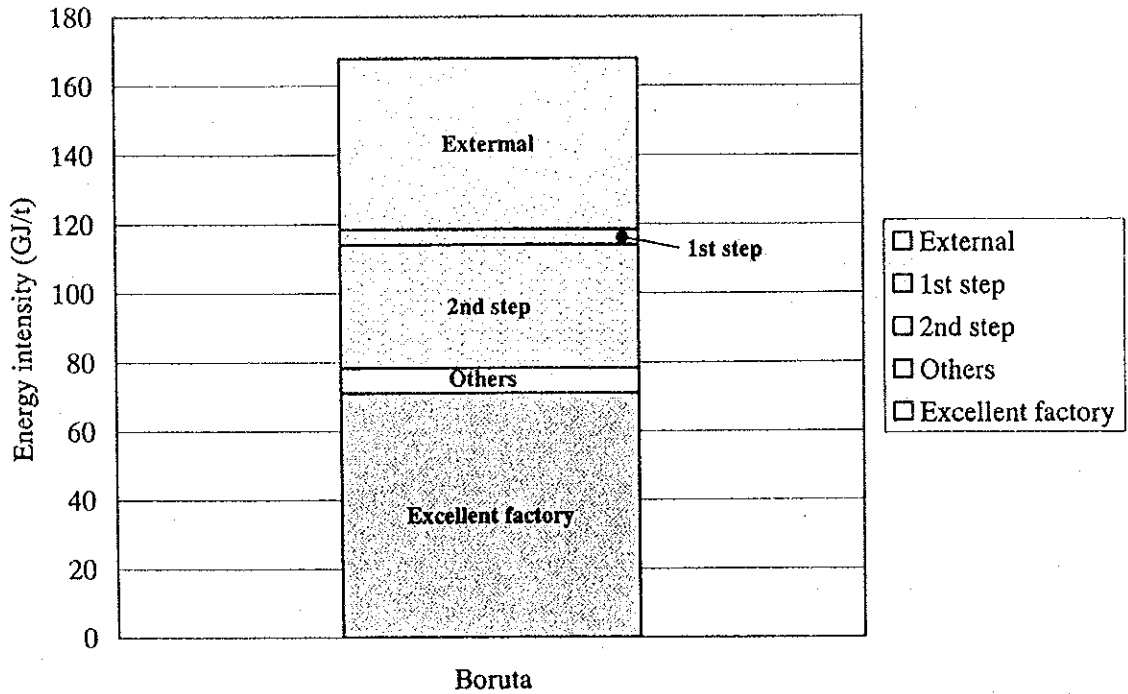 180
160
140
120
100
80
60
40
20
0
Energy intensity (GJ/t)
Extermal
1st step
2nd step
Others
Excellent factory
Boruta
External
1st step
2nd step
Others
Excellent factory